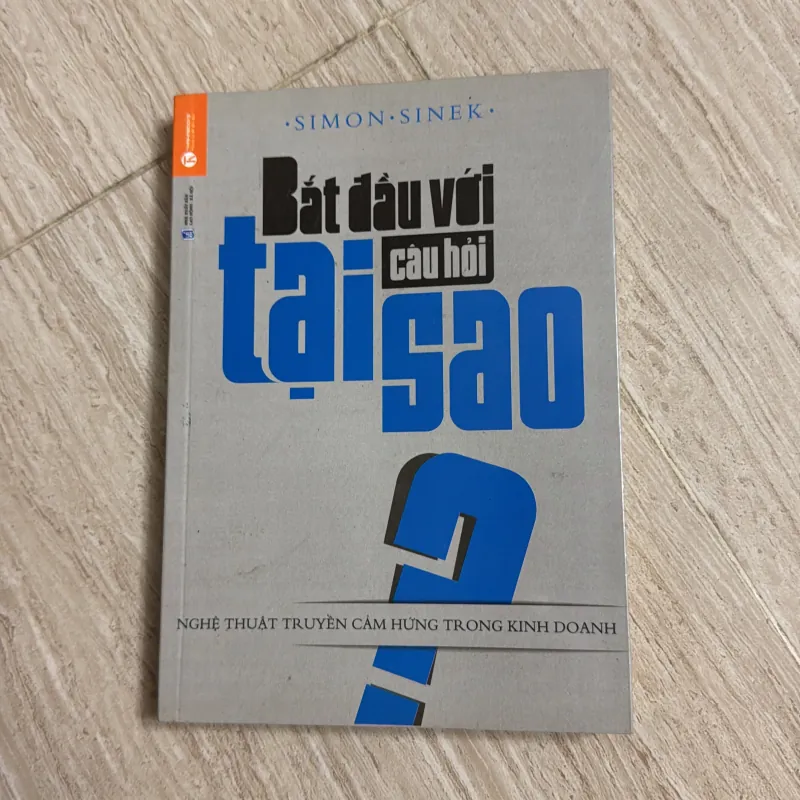 ·SIMON·SINEK·
Bắt đầu với
câu hỏi
tại sao
?
NGHỆ THUẬT TRUYỀN CẢM HỨNG TRONG KINH DOANH